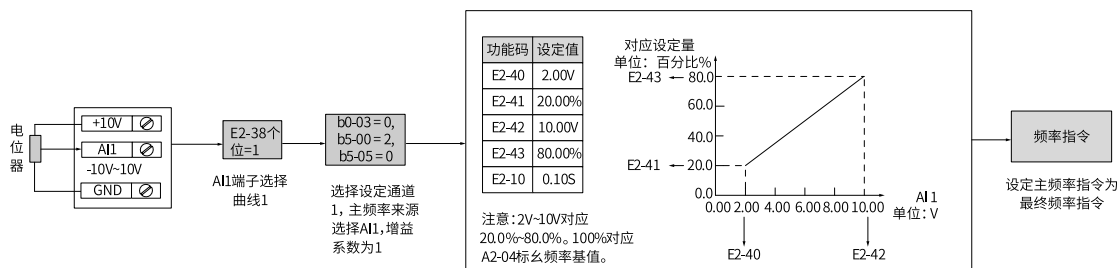 电位器
+10V
AI1
-10V~10V
GND
E2-38个
位=1
AI1端子选择
曲线1
b0-03 = 0,
b5-00 = 2,
b5-05 = 0
选择设定通道
1，主频率来源
选择AI1,增益
系数为1
功能码 设定值
E2-40 2.00V
E2-41 20.00%
E2-42 10.00V
E2-43 80.00%
E2-10 0.10S
注意：2V~10V对应
20.0%~80.0%。100%对应
A2-04标幺频率基值。
对应设定量
单位：百分比%
E2-43 80.0
60.0
40.0
E2-41 20.0
0.0
0.00 2.00 4.00 6.00 8.00 10.00
AI 1
单位：V
E2-40 E2-42
频率指令
设定主频率指令为
最终频率指令